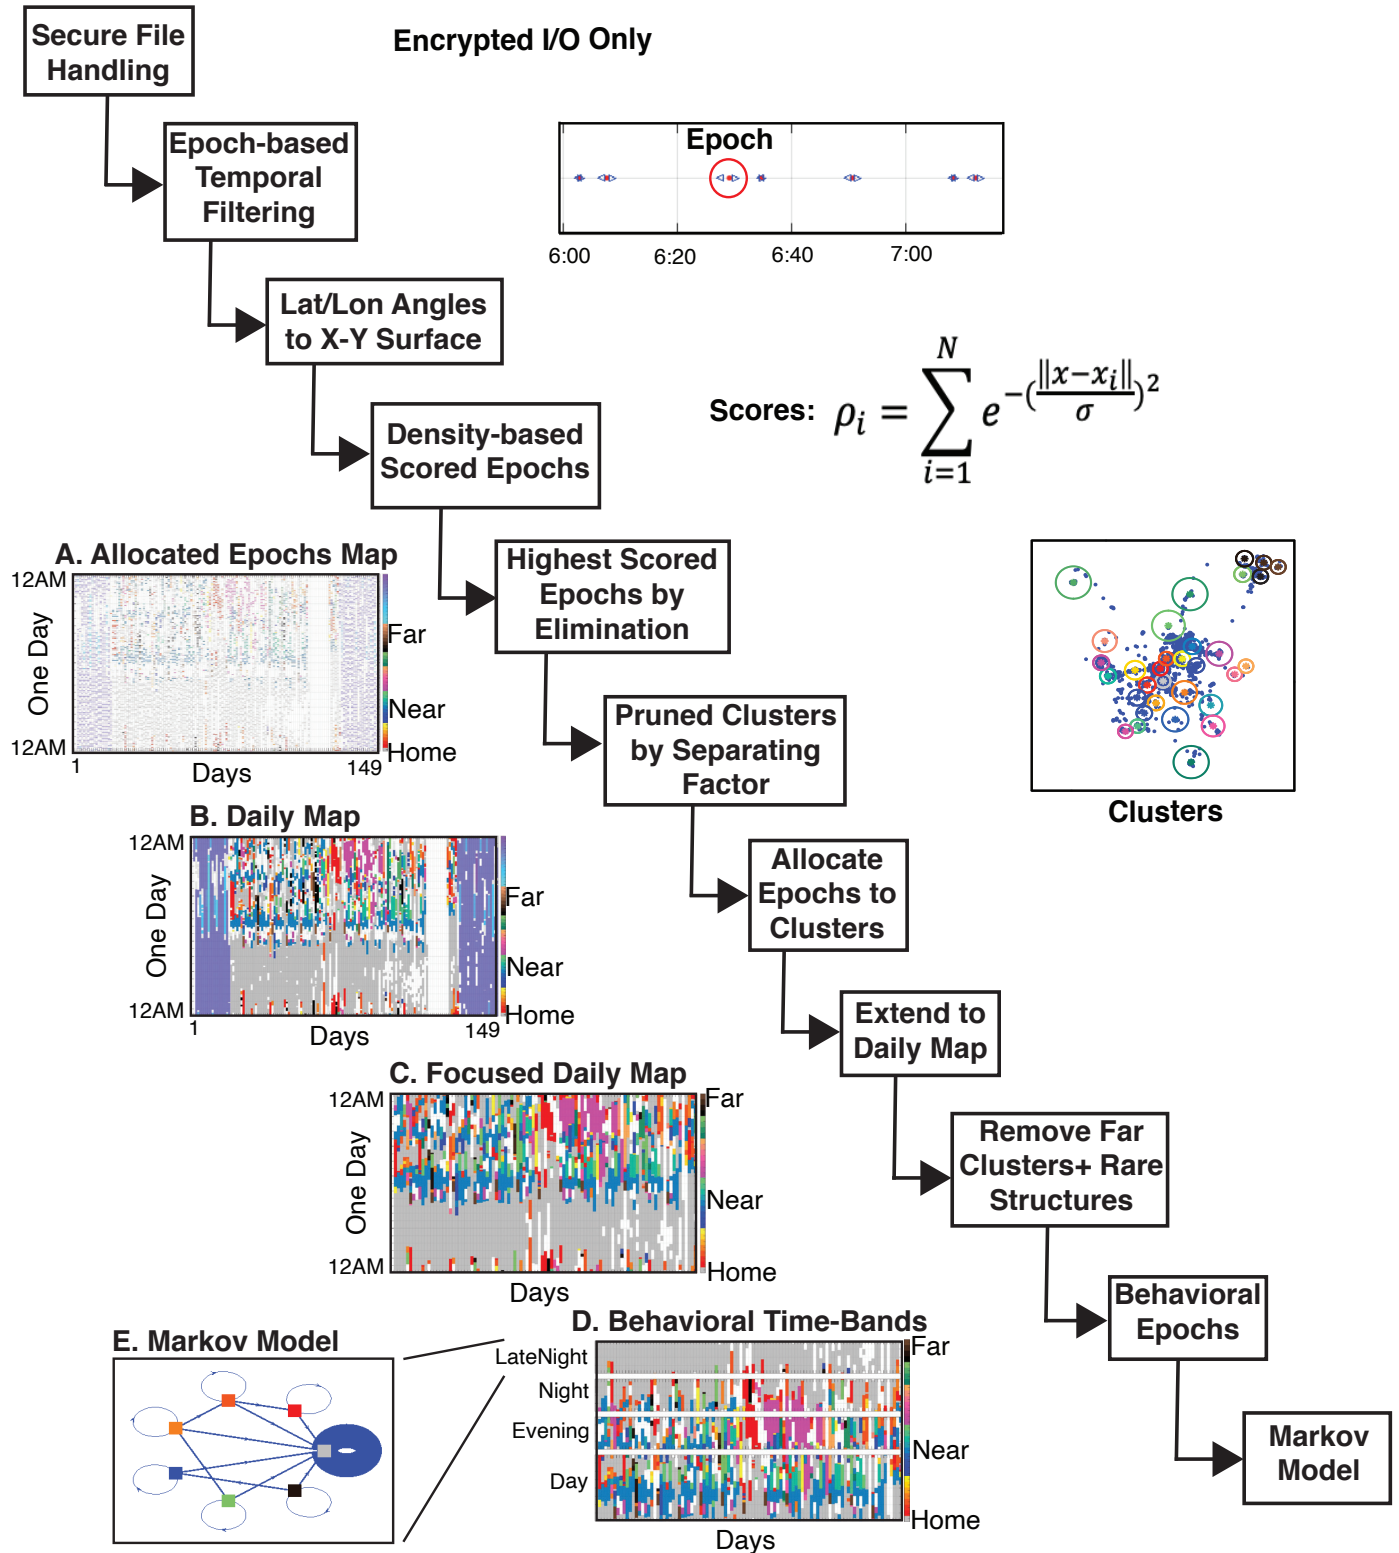 Secure File
Handling
Encrypted I/O Only
Epoch-based
Temporal
Filtering
Epoch
6:00
6:20
6:40
7:00
Lat/Lon Angles
to X-Y Surface
Scores: ρᵢ = ∑ᵢ₌₁ᴺ e^−(‖x−xᵢ‖/σ)²
Density-based
Scored Epochs
Highest Scored
Epochs by
Elimination
A. Allocated Epochs Map
12AM
One Day
12AM
1
Days
149
Far
Near
Home
Pruned Clusters
by Separating
Factor
Clusters
B. Daily Map
12AM
One Day
12AM
1
Days
149
Far
Near
Home
Allocate
Epochs to
Clusters
Extend to
Daily Map
C. Focused Daily Map
12AM
One Day
12AM
Days
Far
Near
Home
Remove Far
Clusters+ Rare
Structures
Behavioral
Epochs
D. Behavioral Time-Bands
LateNight
Night
Evening
Day
Days
Far
Near
Home
E. Markov Model
Markov
Model